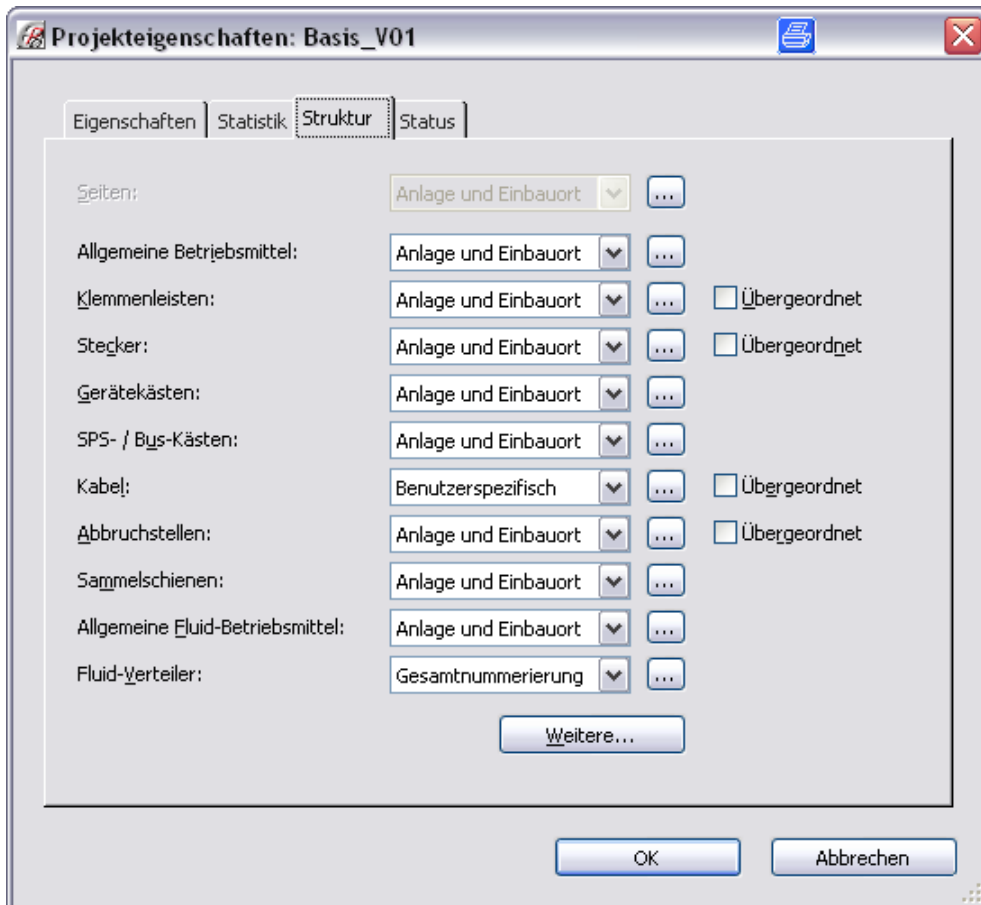 Projekteigenschaften: Basis_V01
Eigenschaften Statistik Struktur Status
Seiten: Anlage und Einbauort ...
Allgemeine Betriebsmittel: Anlage und Einbauort ...
Klemmenleisten: Anlage und Einbauort ... Übergeordnet
Stecker: Anlage und Einbauort ... Übergeordnet
Gerätekästen: Anlage und Einbauort ...
SPS- / Bus-Kästen: Anlage und Einbauort ...
Kabel: Benutzerspezifisch ... Übergeordnet
Abbruchstellen: Anlage und Einbauort ... Übergeordnet
Sammelschienen: Anlage und Einbauort ...
Allgemeine Fluid-Betriebsmittel: Anlage und Einbauort ...
Fluid-Verteiler: Gesamtnummerierung ...
Weitere...
OK Abbrechen